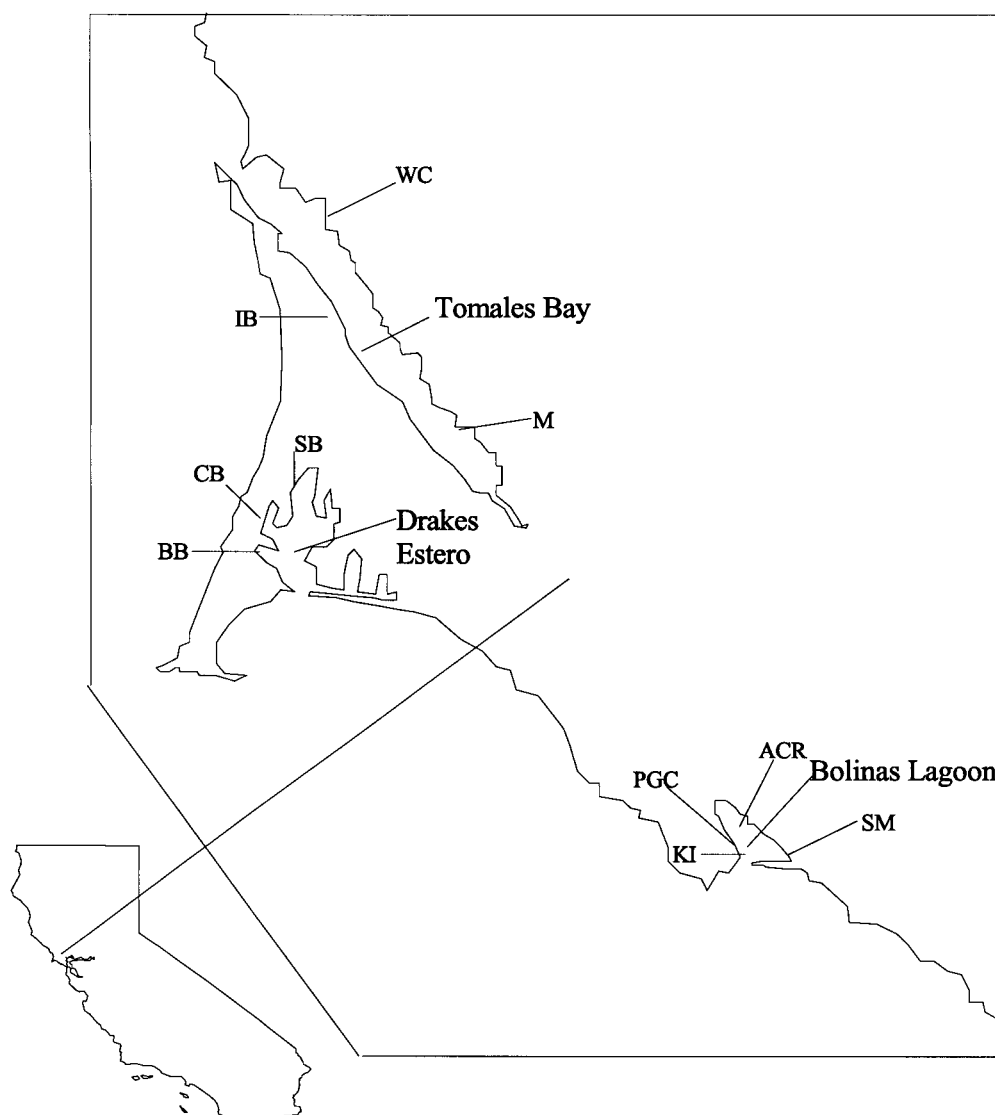 WC
Tomales Bay
IB
M
SB
CB
Drakes
Estero
BB
ACR
Bolinas Lagoon
PGC
SM
KI